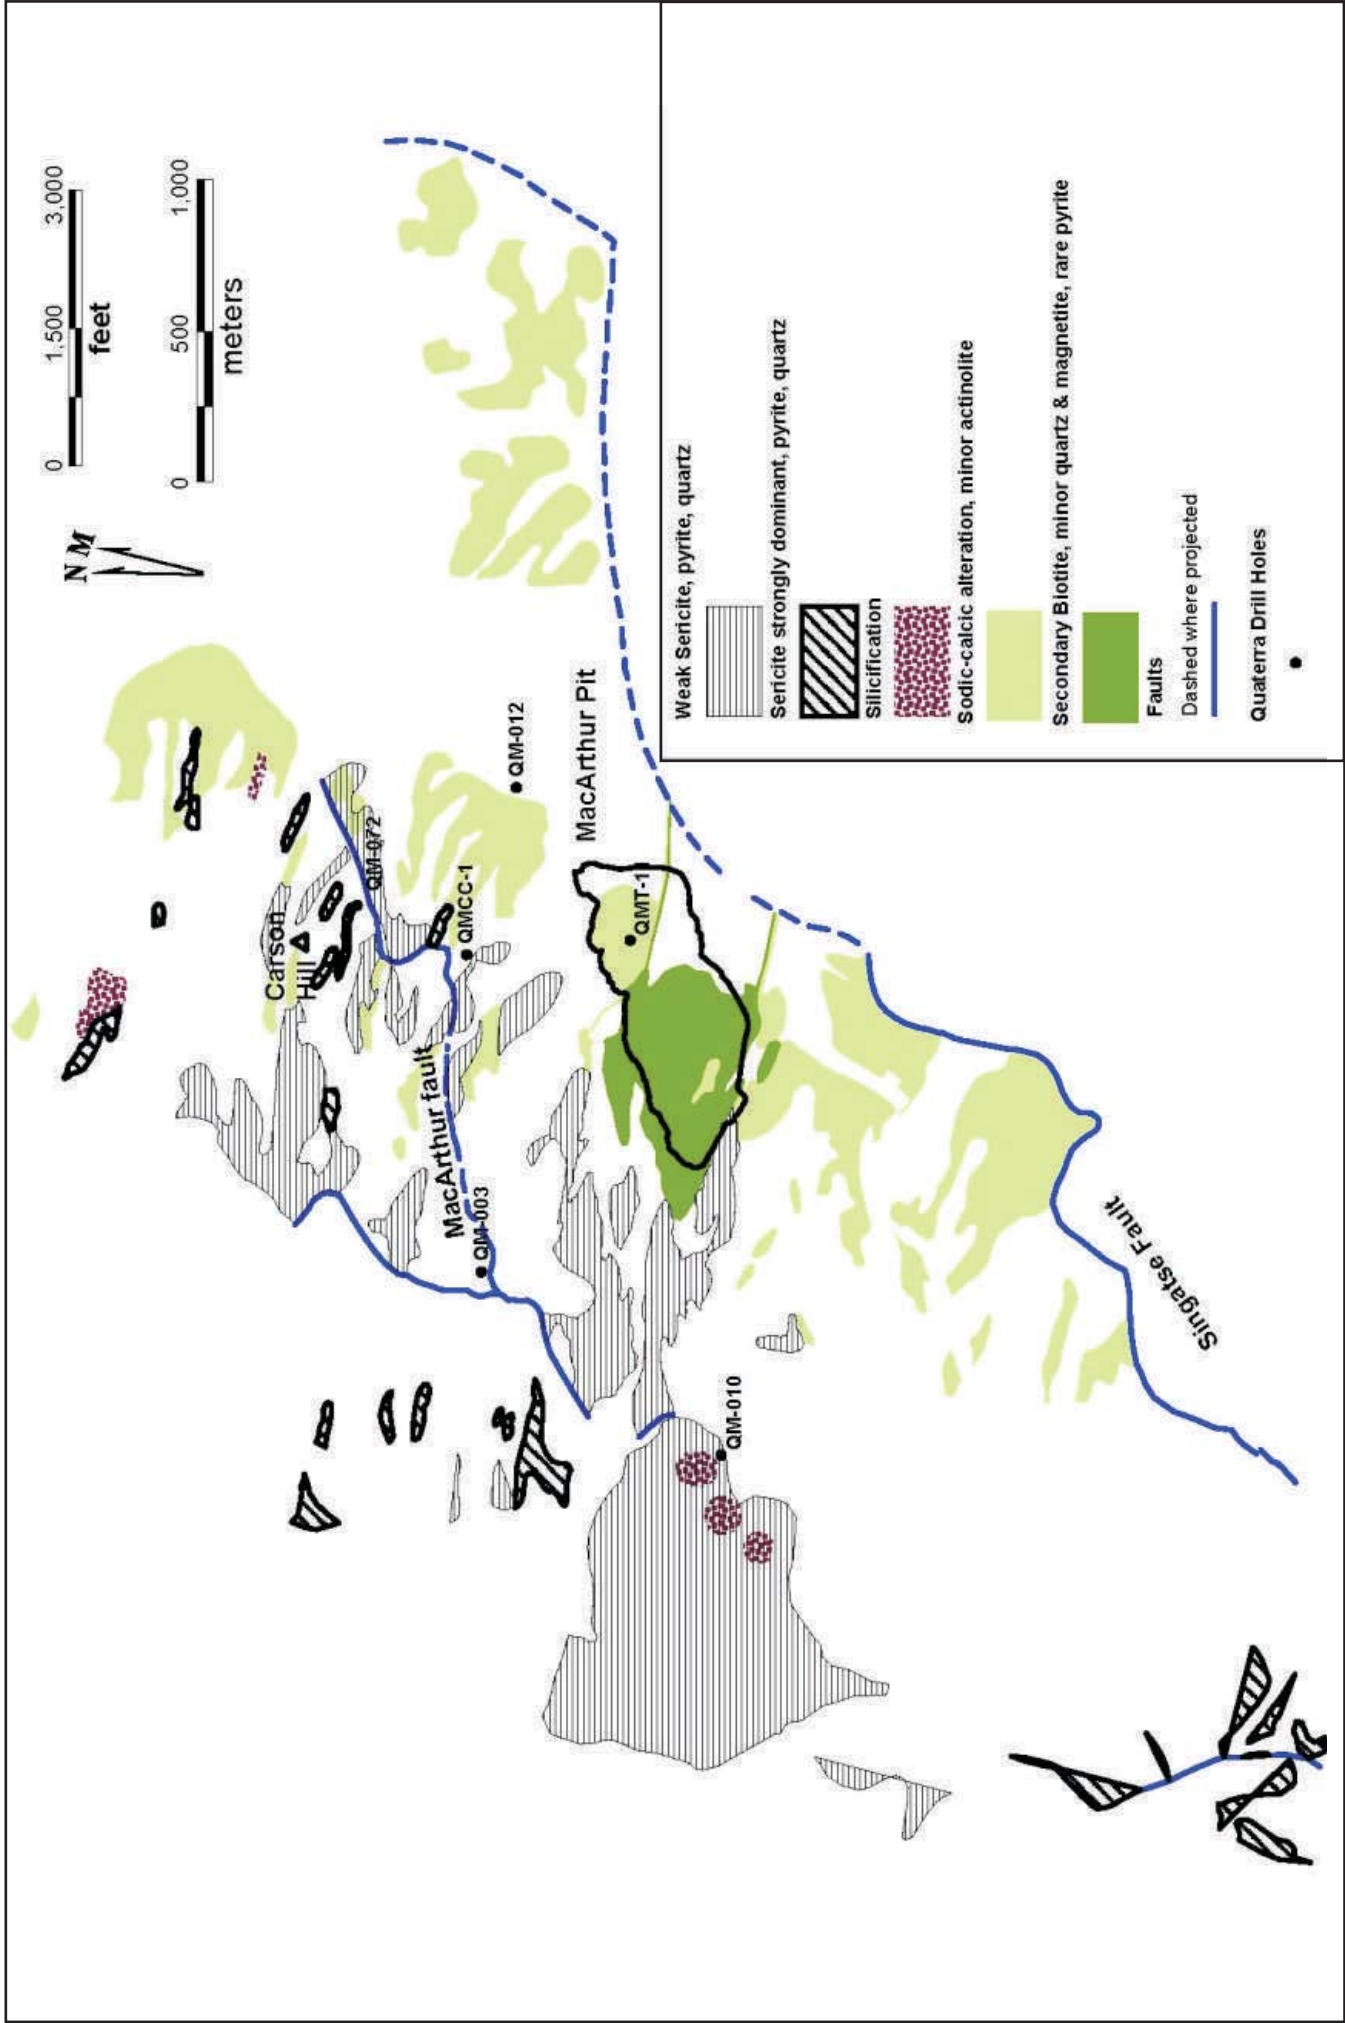 N M
0 1,500 3,000
feet
0 500 1,000
meters
Carson
Hill
QM-072
QMCC-1
QM-012
MacArthur fault
QM-003
MacArthur Pit
QMT-1
QM-010
Singatse Fault
Weak Sericite, pyrite, quartz
Sericite strongly dominant, pyrite, quartz
Silicification
Sodic-calcic alteration, minor actinolite
Secondary Biotite, minor quartz & magnetite, rare pyrite
Faults
Dashed where projected
Quaterra Drill Holes